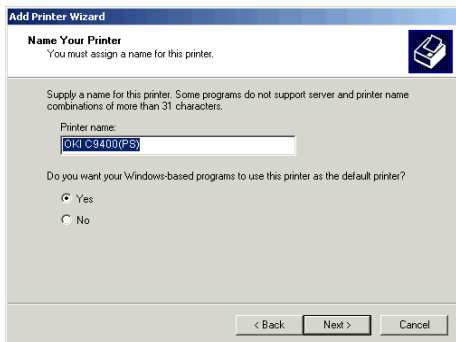 Add Printer Wizard
Name Your Printer
You must assign a name for this printer.
Supply a name for this printer. Some programs do not support server and printer name
combinations of more than 31 characters.
Printer name:
OKI C9400(PS)
Do you want your Windows-based programs to use this printer as the default printer?
Yes
No
< Back Next > Cancel